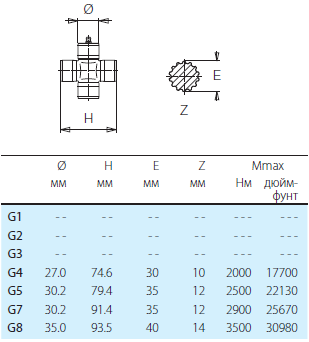 Ø
E
Z
H
Ø H E Z Mmax
мм мм мм мм Нм дюйм-
фунт
G1 -- -- -- -- --- ---
G2 -- -- -- -- --- ---
G3 -- -- -- -- --- ---
G4 27.0 74.6 30 10 2000 17700
G5 30.2 79.4 35 12 2500 22130
G7 30.2 91.4 35 12 2900 25670
G8 35.0 93.5 40 14 3500 30980